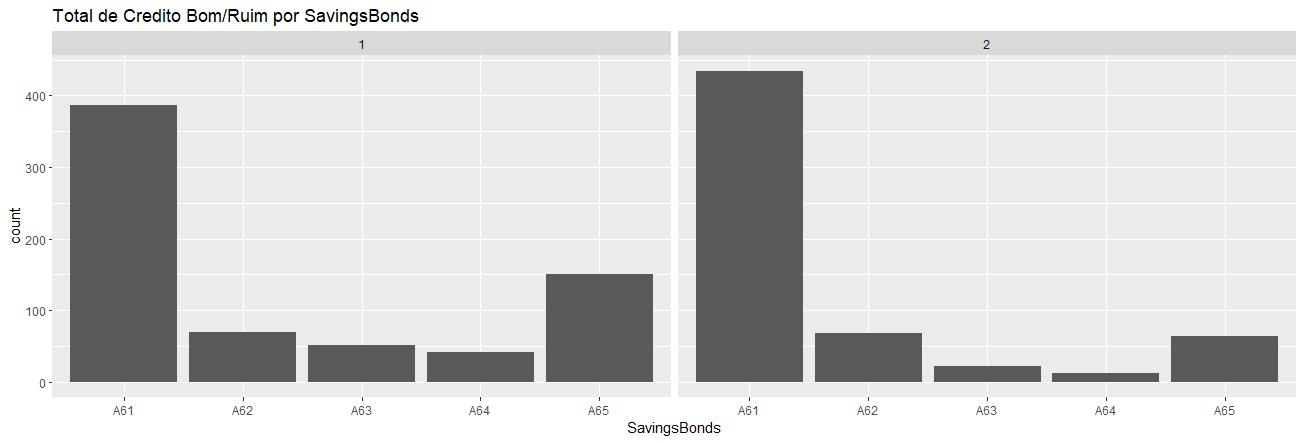 Total de Credito Bom/Ruim por SavingsBonds
1 2
count
400
300
200
100
0
A61 A62 A63 A64 A65 A61 A62 A63 A64 A65
SavingsBonds